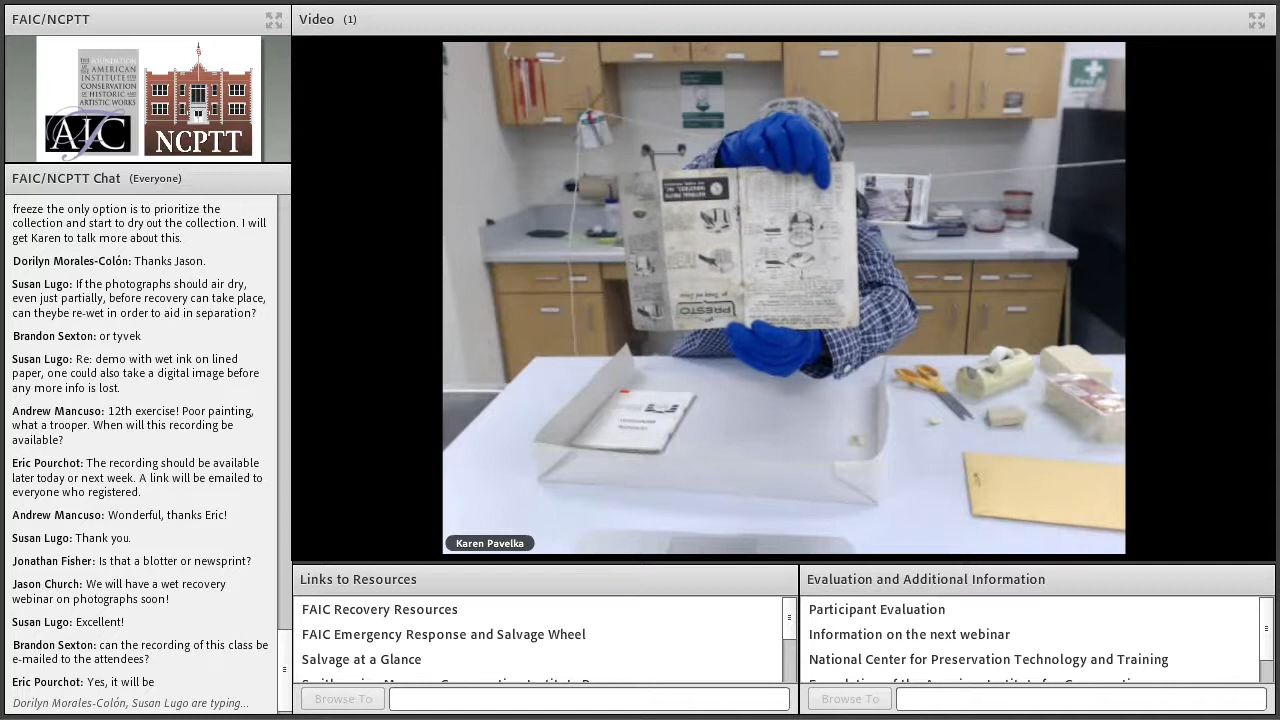 FAIC/NCPTT
THE FOUNDATION
OF THE
AMERICAN
INSTITUTE
FOR
CONSERVATION
OF HISTORIC
AND
ARTISTIC WORKS
AIC
NCPTT
FAIC/NCPTT Chat (Everyone)
freeze the only option is to prioritize the
collection and start to dry out the collection. I will
get Karen to talk more about this.
Dorilyn Morales-Colón: Thanks Jason.
Susan Lugo: If the photographs should air dry,
even just partially, before recovery can take place,
can theybe re-wet in order to aid in separation?
Brandon Sexton: or tyvek
Susan Lugo: Re: demo with wet ink on lined
paper, one could also take a digital image before
any more info is lost.
Andrew Mancuso: 12th exercise! Poor painting,
what a trooper. When will this recording be
available?
Eric Pourchot: The recording should be available
later today or next week. A link will be emailed to
everyone who registered.
Andrew Mancuso: Wonderful, thanks Eric!
Susan Lugo: Thank you.
Jonathan Fisher: Is that a blotter or newsprint?
Jason Church: We will have a wet recovery
webinar on photographs soon!
Susan Lugo: Excellent!
Brandon Sexton: can the recording of this class be
e-mailed to the attendees?
Eric Pourchot: Yes, it will be
Video (1)
First
PRESTO
Karen Pavelka
Links to Resources
FAIC Recovery Resources
FAIC Emergency Response and Salvage Wheel
Salvage at a Glance
Browse To
Evaluation and Additional Information
Participant Evaluation
Information on the next webinar
National Center for Preservation Technology and Training
Browse To